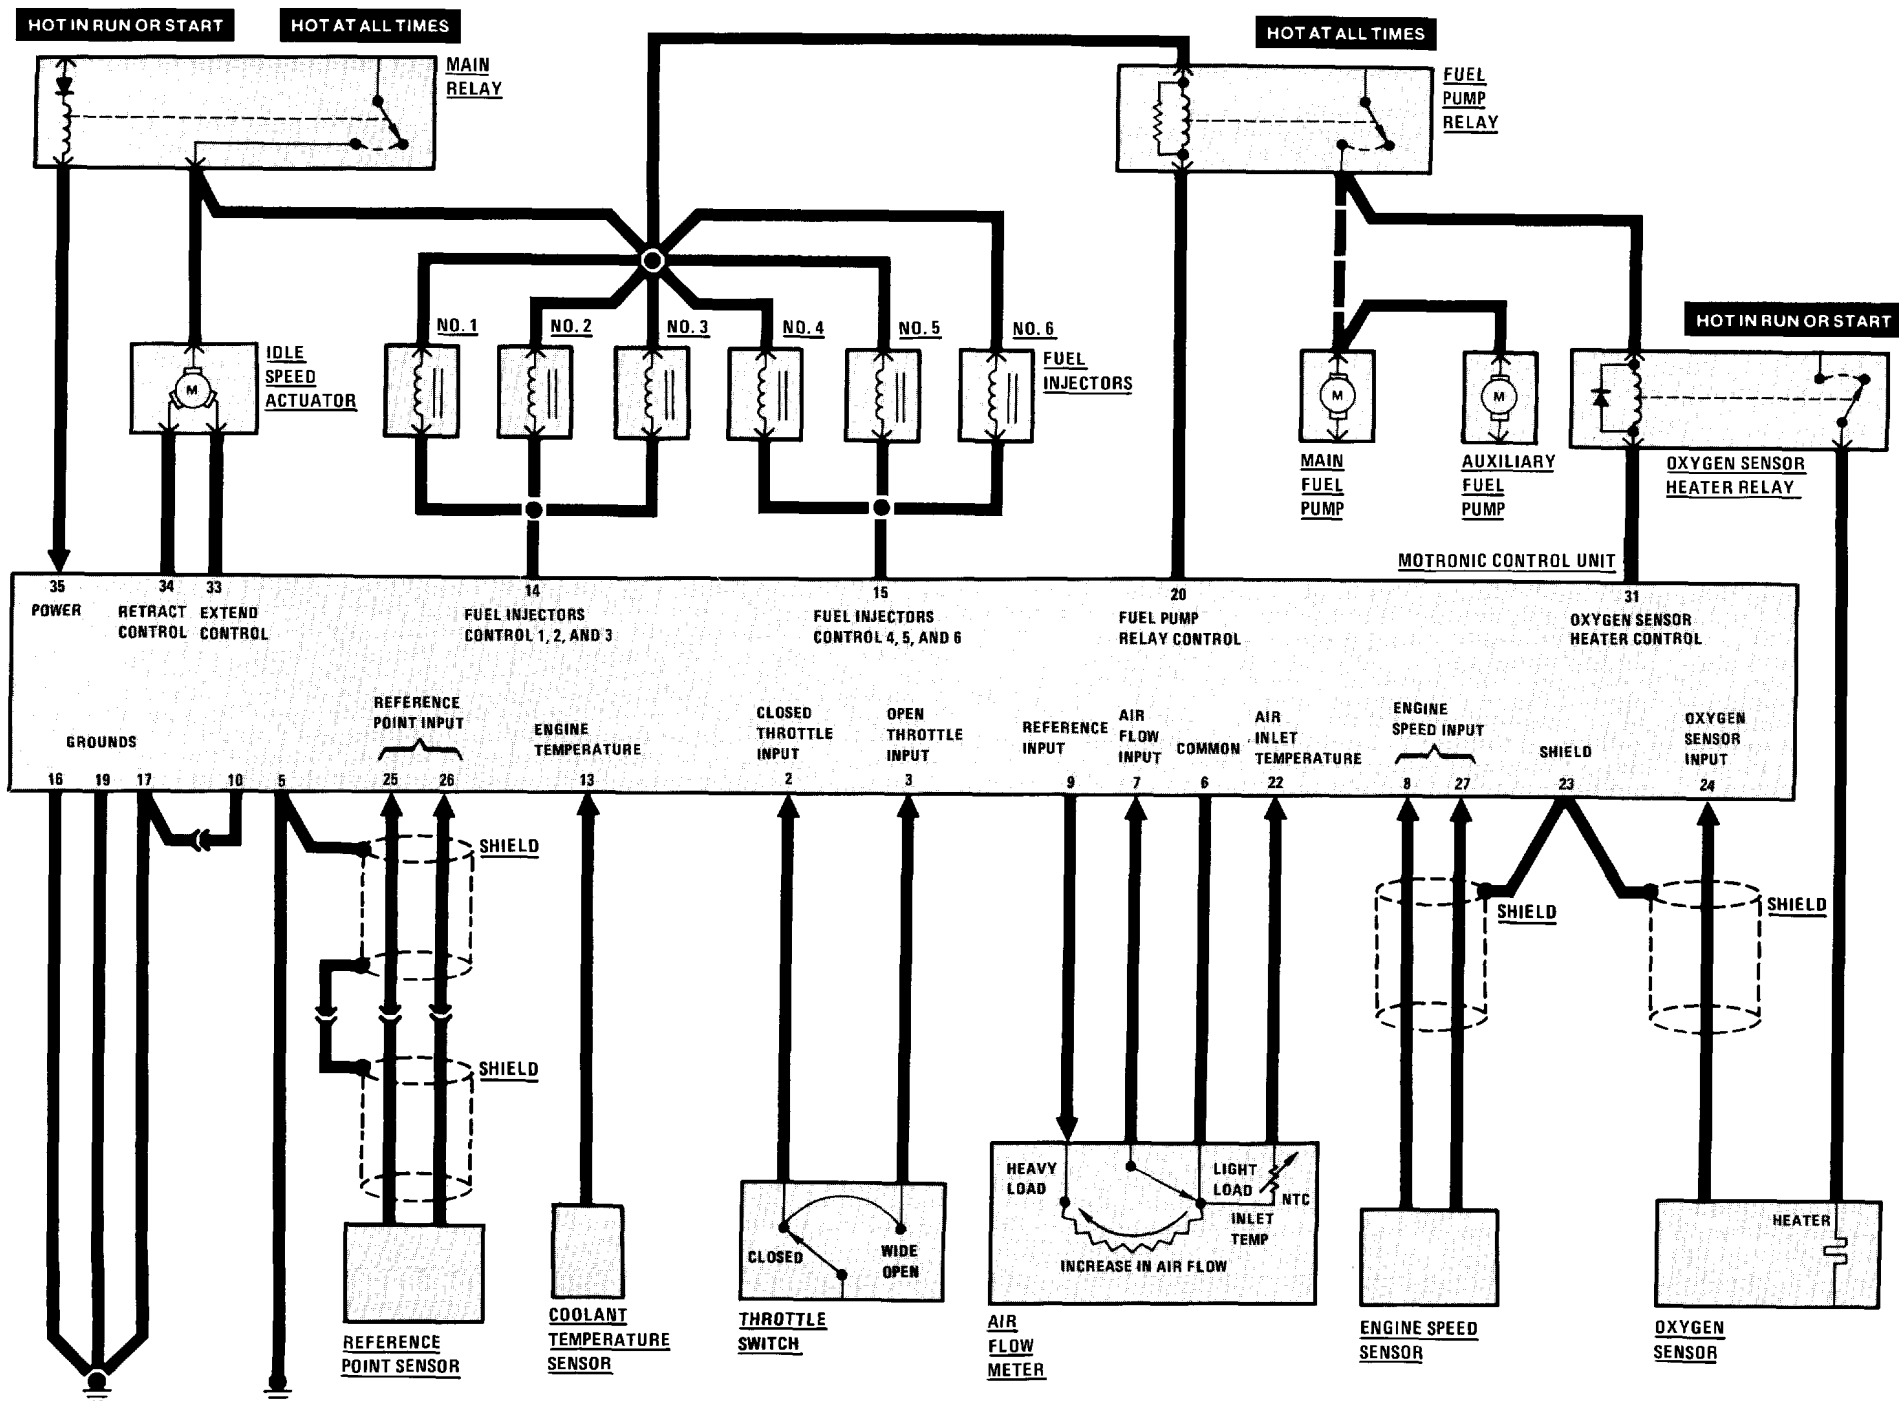 HOT IN RUN OR START
HOT AT ALL TIMES
HOT AT ALL TIMES
MAIN
RELAY
FUEL
PUMP
RELAY
HOT IN RUN OR START
IDLE
SPEED
ACTUATOR
M
NO. 1
NO. 2
NO. 3
NO. 4
NO. 5
NO. 6
FUEL
INJECTORS
M
M
MAIN
FUEL
PUMP
AUXILIARY
FUEL
PUMP
OXYGEN SENSOR
HEATER RELAY
MOTRONIC CONTROL UNIT
35
POWER
34
RETRACT
CONTROL
33
EXTEND
CONTROL
14
FUEL INJECTORS
CONTROL 1, 2, AND 3
15
FUEL INJECTORS
CONTROL 4, 5, AND 6
20
FUEL PUMP
RELAY CONTROL
31
OXYGEN SENSOR
HEATER CONTROL
GROUNDS
16
19
17
10
5
REFERENCE
POINT INPUT
25
26
ENGINE
TEMPERATURE
13
CLOSED
THROTTLE
INPUT
2
OPEN
THROTTLE
INPUT
3
REFERENCE
INPUT
9
AIR
FLOW
INPUT
7
COMMON
6
AIR
INLET
TEMPERATURE
22
ENGINE
SPEED INPUT
8
27
SHIELD
23
OXYGEN
SENSOR
INPUT
24
SHIELD
SHIELD
SHIELD
SHIELD
REFERENCE
POINT SENSOR
COOLANT
TEMPERATURE
SENSOR
CLOSED
WIDE
OPEN
THROTTLE
SWITCH
HEAVY
LOAD
LIGHT
LOAD
NTC
INLET
TEMP
INCREASE IN AIR FLOW
AIR
FLOW
METER
ENGINE SPEED
SENSOR
HEATER
OXYGEN
SENSOR